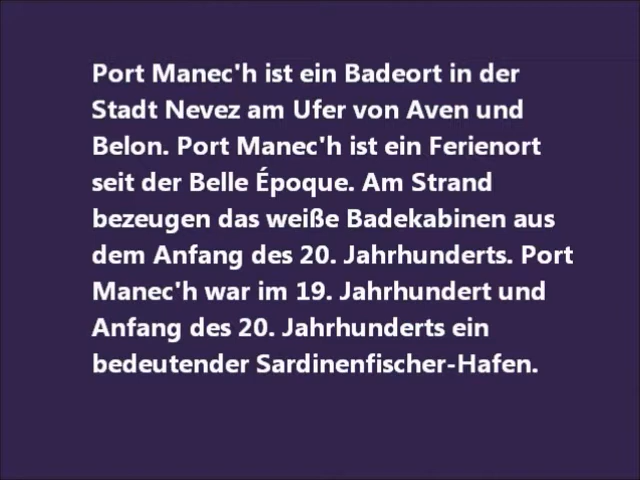 Port Manec'h ist ein Badeort in der
Stadt Nevez am Ufer von Aven und
Belon. Port Manec'h ist ein Ferienort
seit der Belle Époque. Am Strand
bezeugen das weiße Badekabinen aus
dem Anfang des 20. Jahrhunderts. Port
Manec'h war im 19. Jahrhundert und
Anfang des 20. Jahrhunderts ein
bedeutender Sardinenfischer-Hafen.